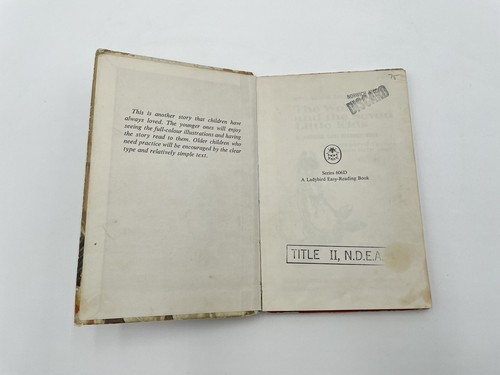 This is another story that children have
always loved. The younger ones will enjoy
seeing the full-colour illustrations and having
the story read to them. Older children who
need practice will be encouraged by the clear
type and relatively simple text.
DISCARD
Series 606D
A Ladybird Easy-Reading Book
TITLE II, N.D.E.A.